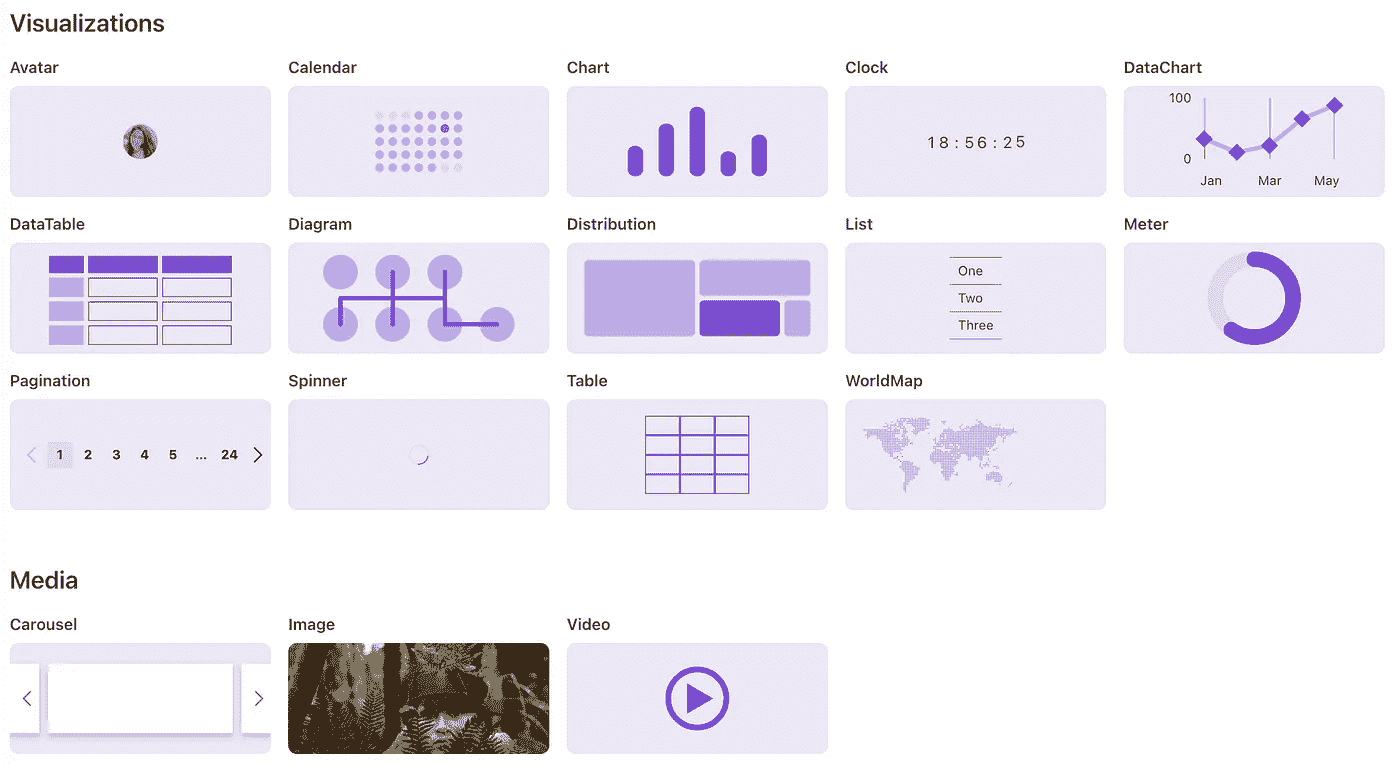 Visualizations
Avatar
Calendar
Chart
Clock
DataChart
18:56:25
100
0
Jan
Mar
May
DataTable
Diagram
Distribution
List
Meter
One
Two
Three
Pagination
Spinner
Table
WorldMap
1 2 3 4 5 ... 24
Media
Carousel
Image
Video